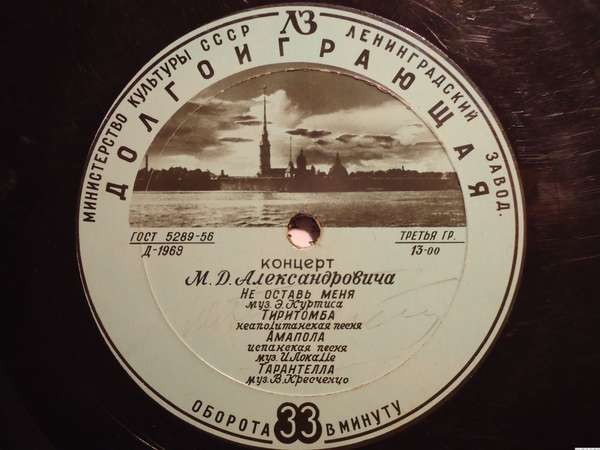 МИНИСТЕРСТВО КУЛЬТУРЫ СССР ЛЗ ЛЕНИНГРАДСКИЙ ЗАВОД.
ДОЛГОИГРАЮЩАЯ
ГОСТ 5289-56
Д-1969
ТРЕТЬЯ ГР.
13-00
КОНЦЕРТ
М.Д.АЛЕКСАНДРОВИЧА
НЕ ОСТАВЬ МЕНЯ
МУЗ. Э.КУРТИСА
ТИРИТОМБА
НЕАПОЛИТАНСКАЯ ПЕСНЯ
АМАПОЛА
ИСПАНСКАЯ ПЕСНЯ
МУЗ. И.ЛОКАЛЛЕ
ТАРАНТЕЛЛА
МУЗ. В.КРЕСЧЕНЦО
ОБОРОТА 33 В МИНУТУ